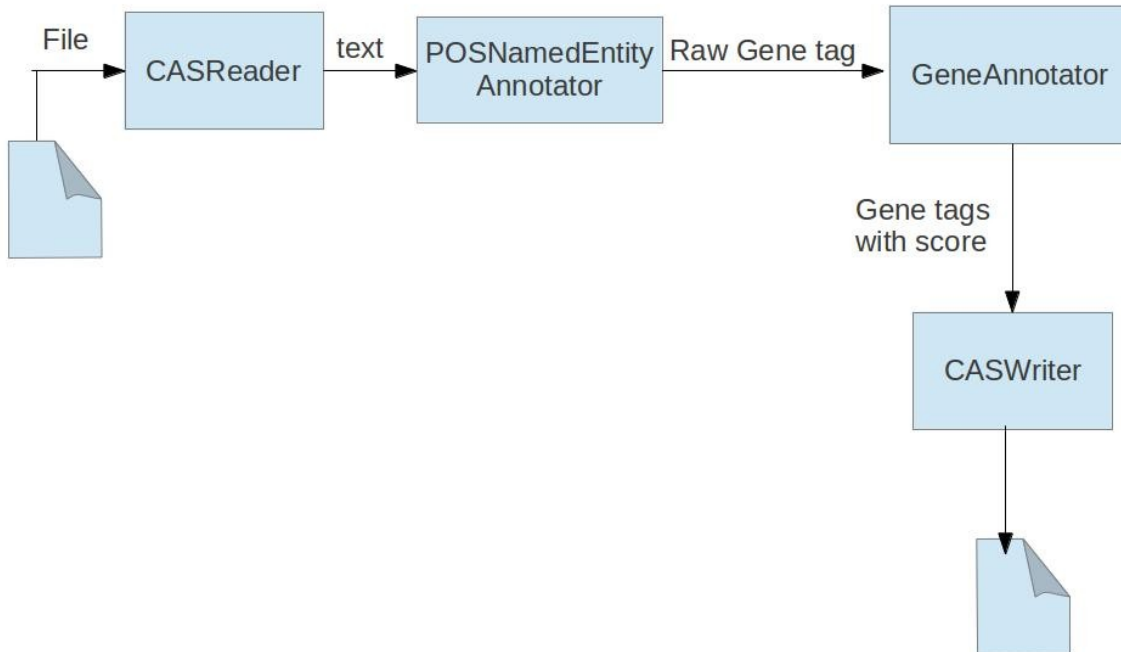 File
CASReader
text
POSNamedEntity
Annotator
Raw Gene tag
GeneAnnotator
Gene tags
with score
CASWriter